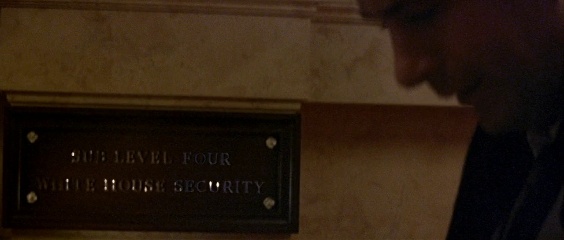 SUB LEVEL FOUR
WHITE HOUSE SECURITY